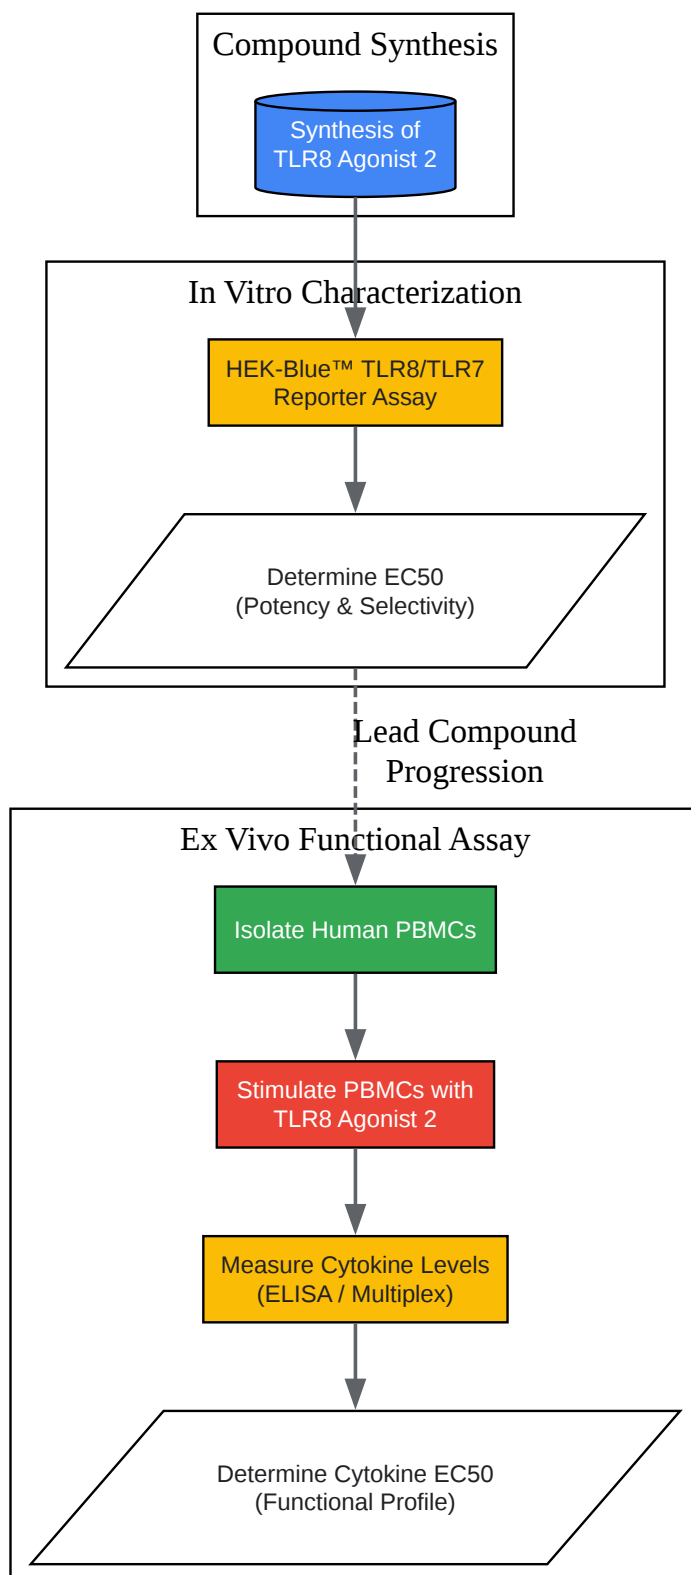 Compound Synthesis
Synthesis of
TLR8 Agonist 2
In Vitro Characterization
HEK-Blue™ TLR8/TLR7
Reporter Assay
Determine EC50
(Potency & Selectivity)
Lead Compound
Progression
Ex Vivo Functional Assay
Isolate Human PBMCs
Stimulate PBMCs with
TLR8 Agonist 2
Measure Cytokine Levels
(ELISA / Multiplex)
Determine Cytokine EC50
(Functional Profile)